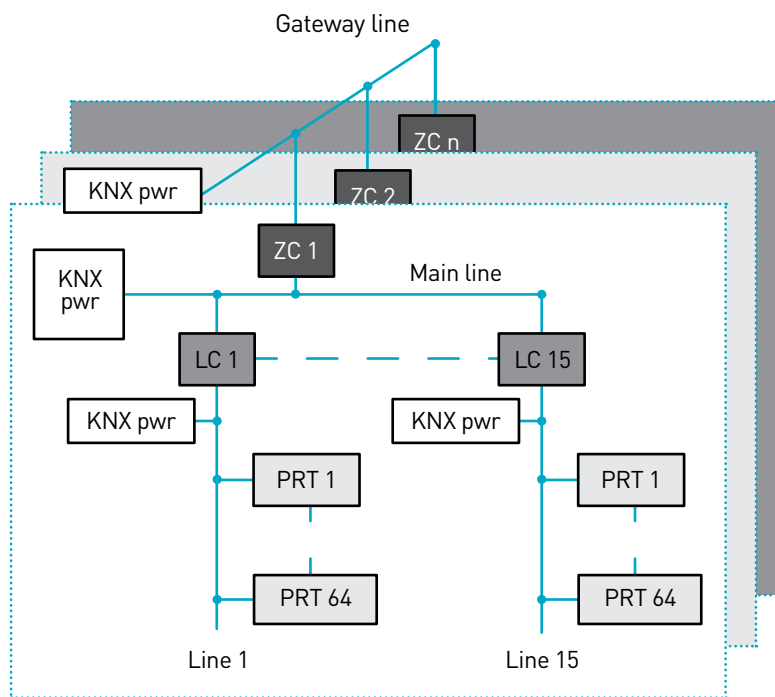 Gateway line
ZC n
KNX pwr
ZC 2
ZC 1
KNX
pwr
Main line
LC 1
LC 15
KNX pwr
KNX pwr
PRT 1
PRT 1
PRT 64
PRT 64
Line 1
Line 15